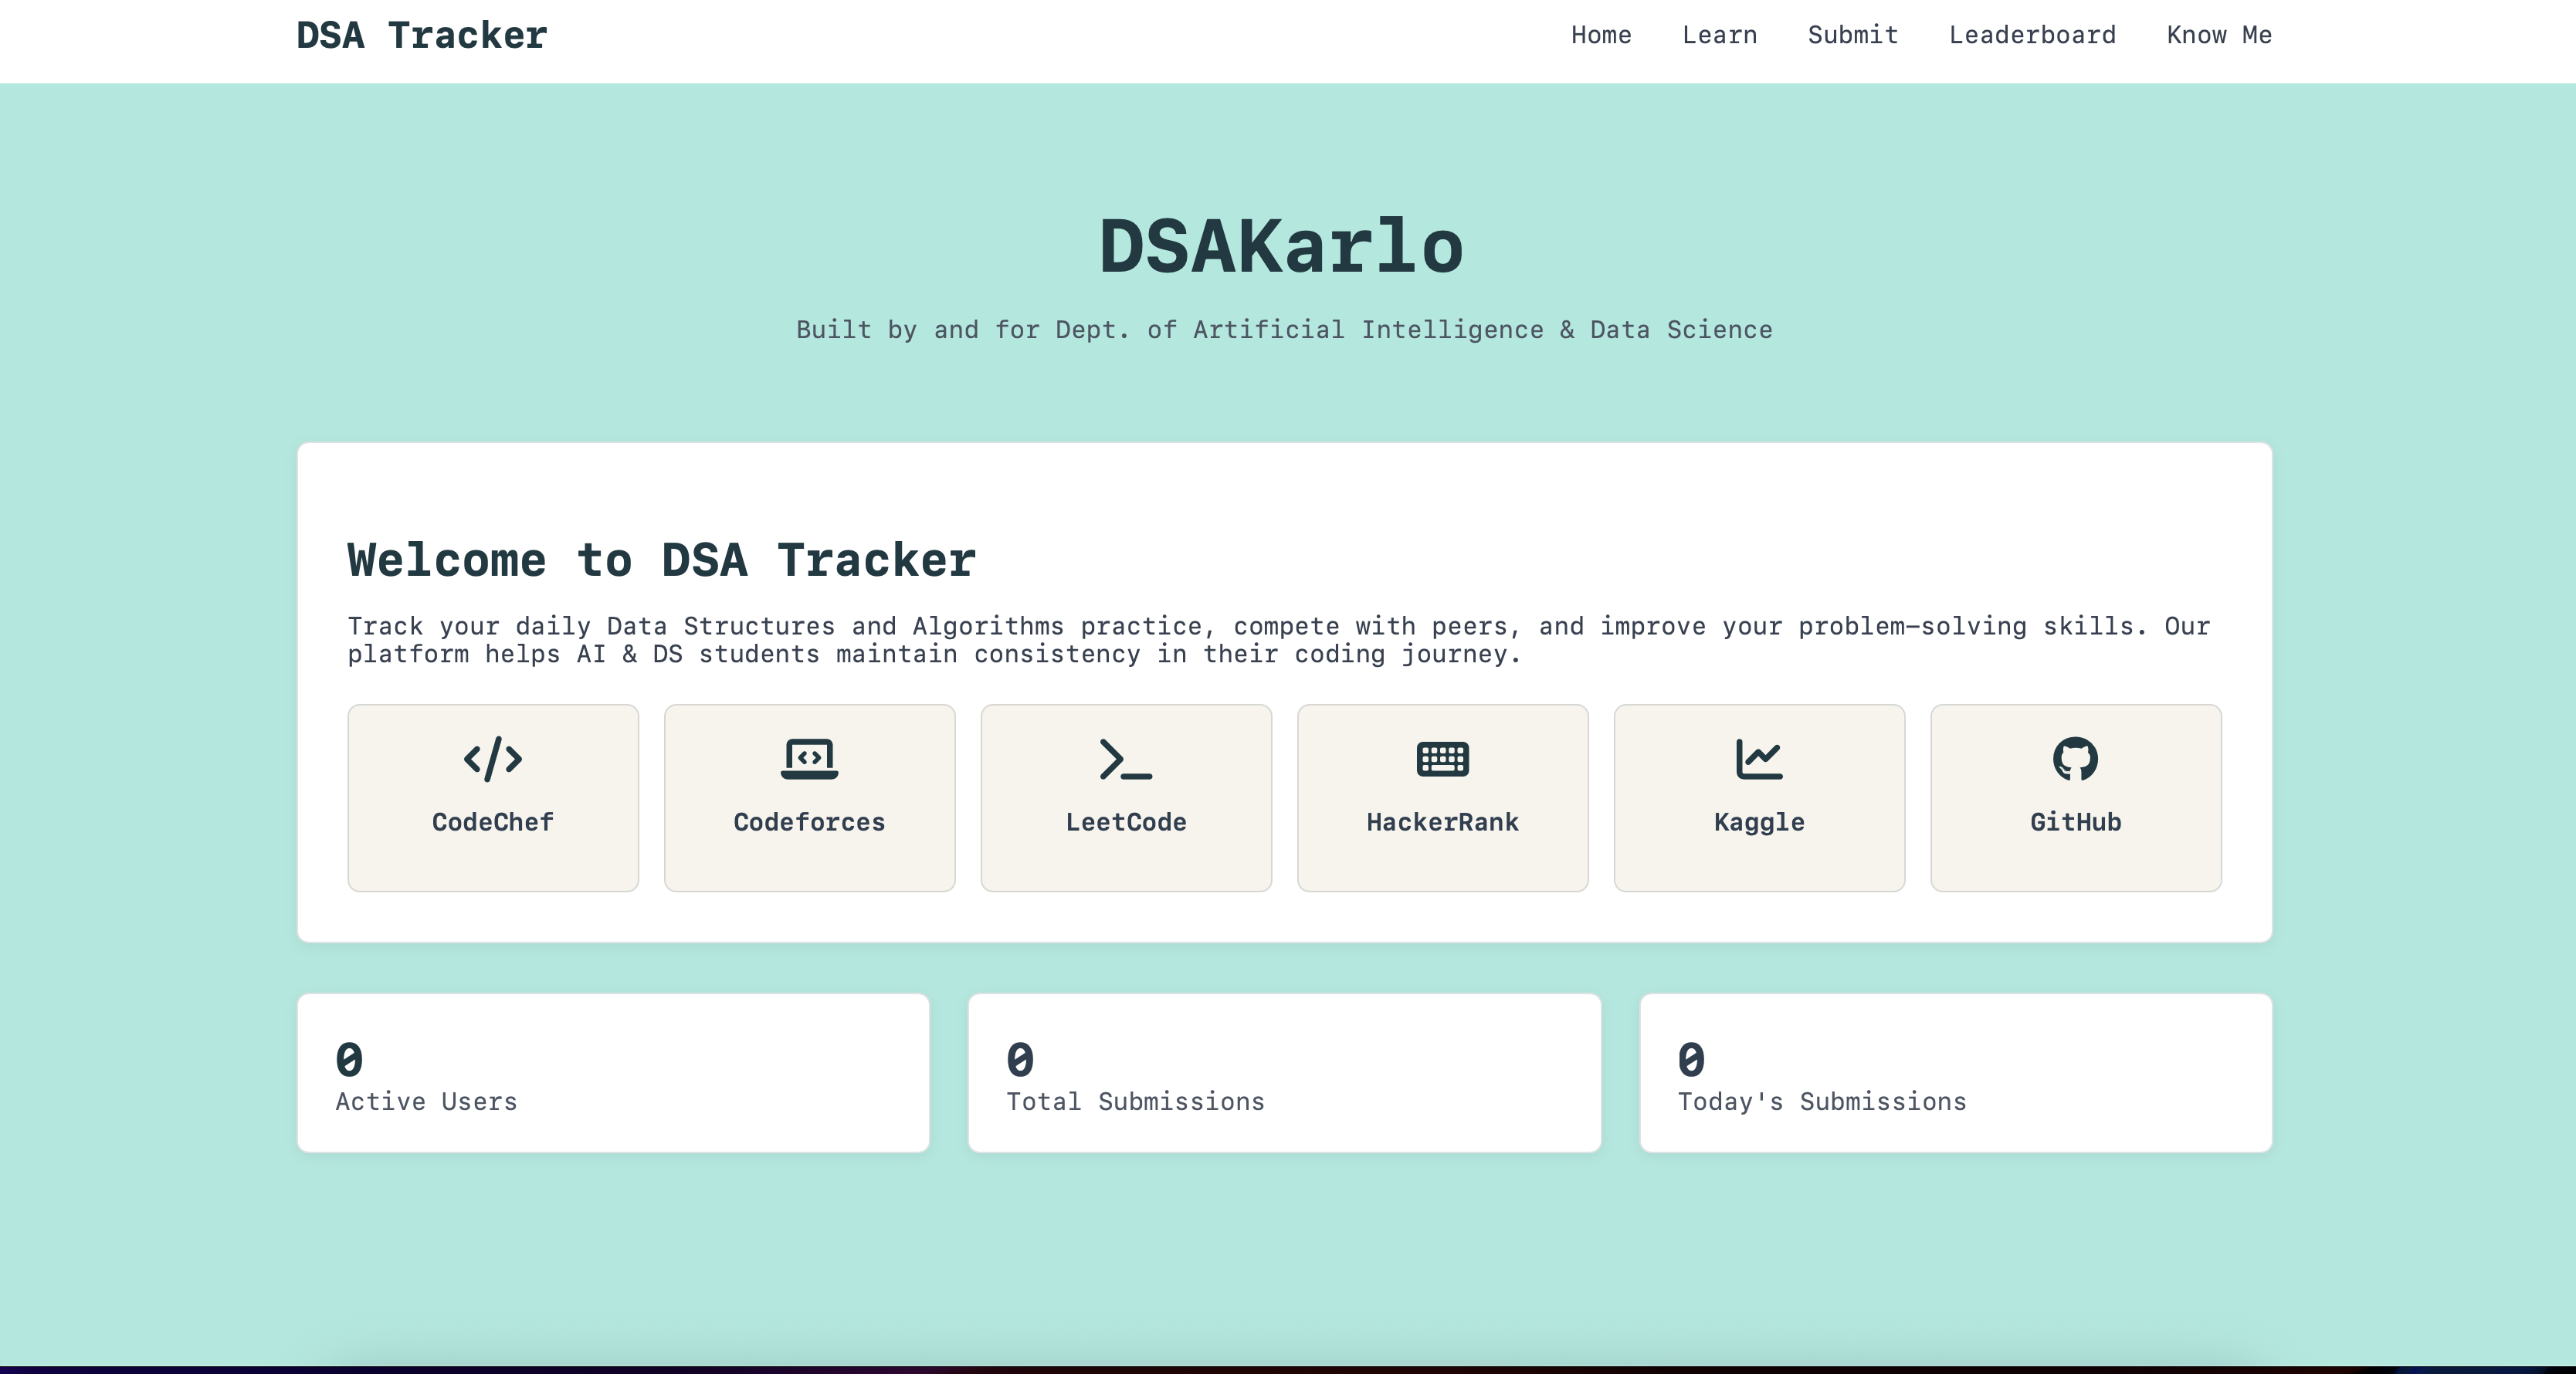 DSA Tracker
Home Learn Submit Leaderboard Know Me
DSAKarlo
Built by and for Dept. of Artificial Intelligence & Data Science
Welcome to DSA Tracker
Track your daily Data Structures and Algorithms practice, compete with peers, and improve your problem-solving skills. Our
platform helps AI & DS students maintain consistency in their coding journey.
CodeChef
Codeforces
LeetCode
HackerRank
Kaggle
GitHub
0
Active Users
0
Total Submissions
0
Today's Submissions